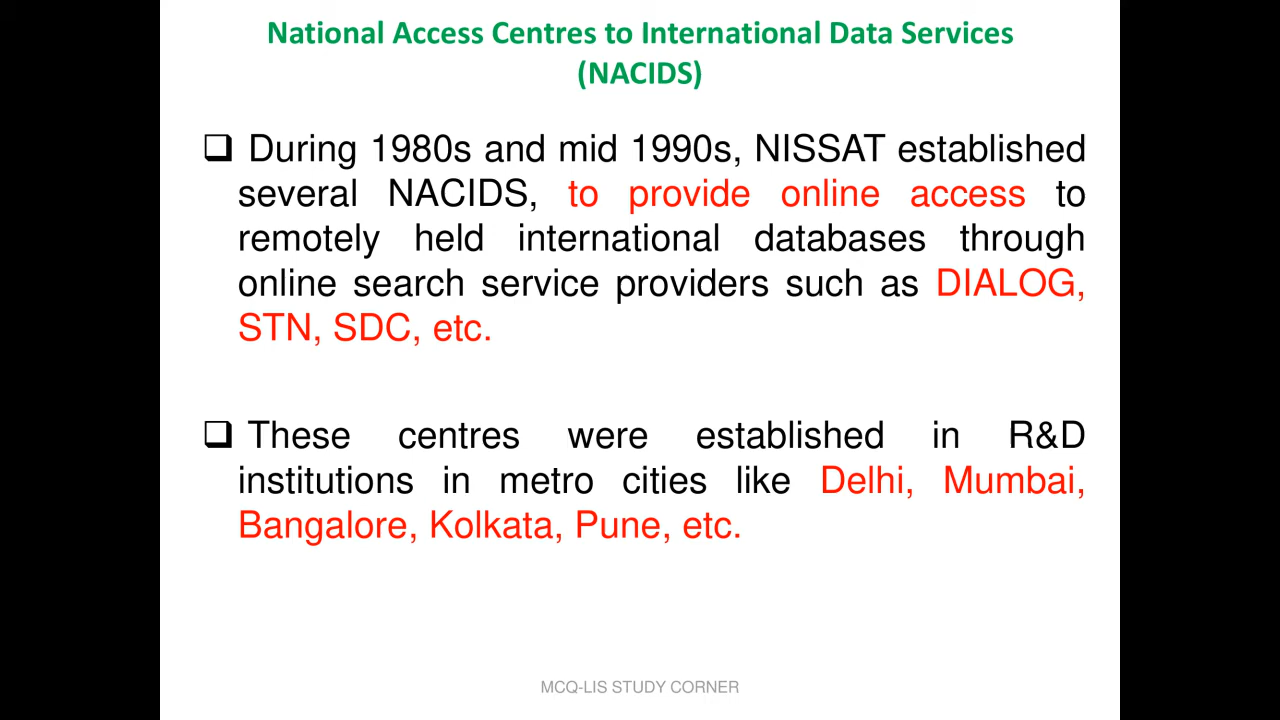 National Access Centres to International Data Services
(NACIDS)
❑ During 1980s and mid 1990s, NISSAT established
several NACIDS, to provide online access to
remotely held international databases through
online search service providers such as DIALOG,
STN, SDC, etc.
❑ These centres were established in R&D
institutions in metro cities like Delhi, Mumbai,
Bangalore, Kolkata, Pune, etc.
MCQ-LIS STUDY CORNER